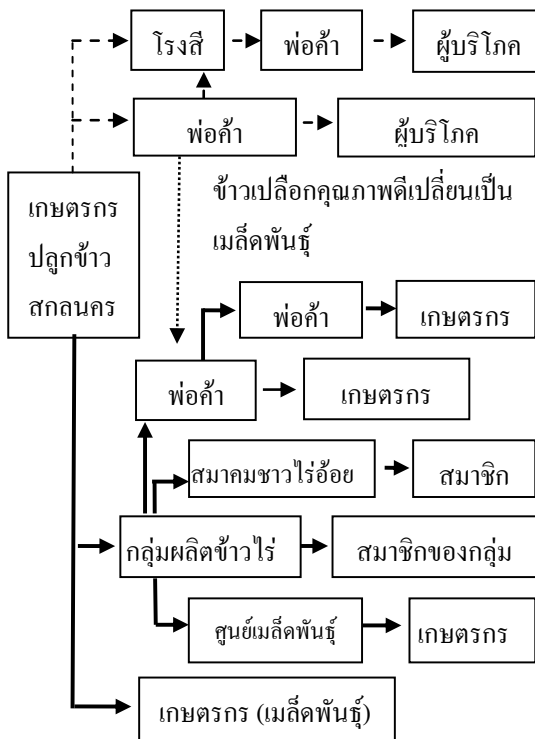 โรงสี
พ่อค้า
ผู้บริโภค
พ่อค้า
ผู้บริโภค
ข้าวเปลือกคุณภาพดีเปลี่ยนเป็น
เมล็ดพันธุ์
เกษตรกร
ปลูกข้าว
สกลนคร
พ่อค้า
เกษตรกร
พ่อค้า
เกษตรกร
สมาคมชาวไร่อ้อย
สมาชิก
กลุ่มผลิตข้าวไร่
สมาชิกของกลุ่ม
ศูนย์เมล็ดพันธุ์
เกษตรกร
เกษตรกร (เมล็ดพันธุ์)